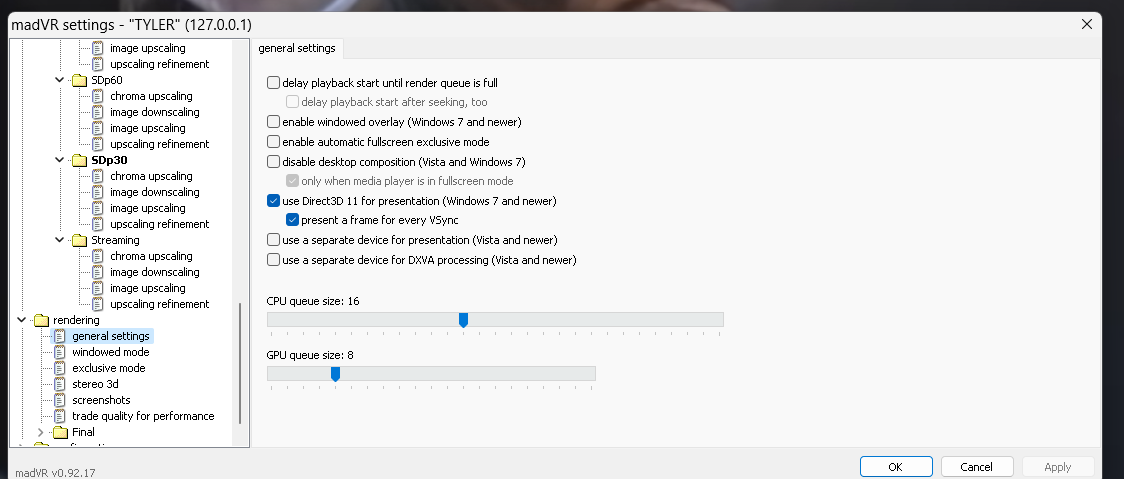 madVR settings - "TYLER" (127.0.0.1)
image upscaling
upscaling refinement
SDp60
chroma upscaling
image downscaling
image upscaling
upscaling refinement
SDp30
chroma upscaling
image downscaling
image upscaling
upscaling refinement
Streaming
chroma upscaling
image downscaling
image upscaling
upscaling refinement
rendering
general settings
windowed mode
exclusive mode
stereo 3d
screenshots
trade quality for performance
Final
general settings
delay playback start until render queue is full
delay playback start after seeking, too
enable windowed overlay (Windows 7 and newer)
enable automatic fullscreen exclusive mode
disable desktop composition (Vista and Windows 7)
only when media player is in fullscreen mode
use Direct3D 11 for presentation (Windows 7 and newer)
present a frame for every VSync
use a separate device for presentation (Vista and newer)
use a separate device for DXVA processing (Vista and newer)
CPU queue size: 16
GPU queue size: 8
madVR v0.92.17
OK
Cancel
Apply